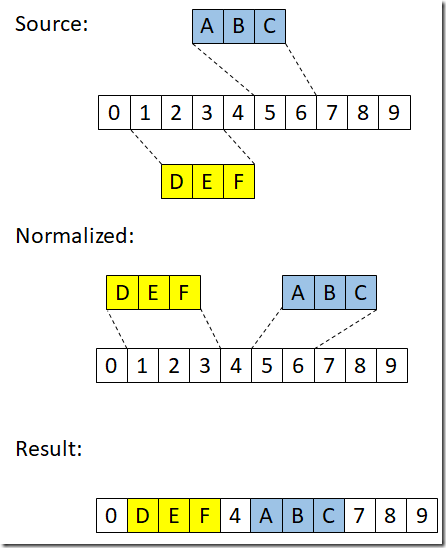 Source:
A B C
0 1 2 3 4 5 6 7 8 9
D E F
Normalized:
D E F A B C
0 1 2 3 4 5 6 7 8 9
Result:
0 D E F 4 A B C 7 8 9